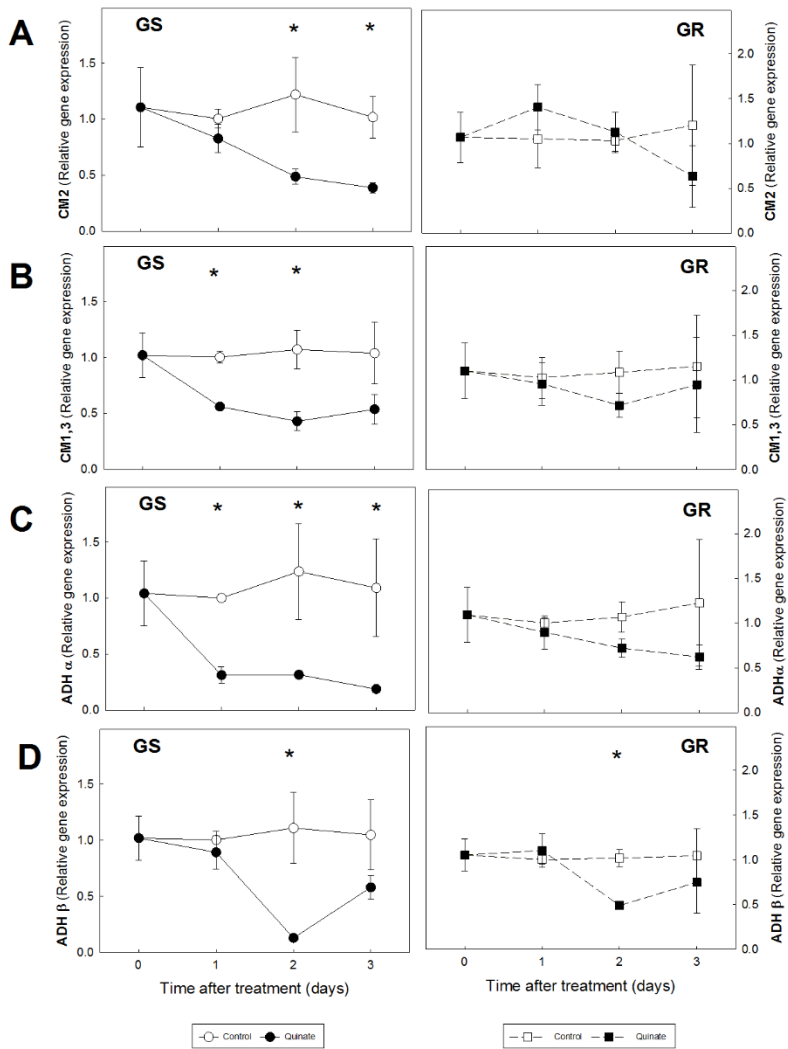 A
GS
*
*
CM2 (Relative gene expression)
1.5
1.0
0.5
0.0
GR
2.0
1.5
1.0
0.5
0.0
CM2 (Relative gene expression)
B
GS
*
*
CM1,3 (Relative gene expression)
1.5
1.0
0.5
0.0
GR
2.0
1.5
1.0
0.5
0.0
CM1,3 (Relative gene expression)
C
GS
*
*
*
ADH α (Relative gene expression)
1.5
1.0
0.5
0.0
GR
2.0
1.5
1.0
0.5
0.0
ADHα (Relative gene expression)
D
GS
*
ADH β (Relative gene expression)
1.5
1.0
0.5
0.0
0 1 2 3
Time after treatment (days)
GR
*
2.0
1.5
1.0
0.5
0.0
ADH β (Relative gene expression)
0 1 2 3
Time after treatment (days)
Control Quinate
Control Quinate